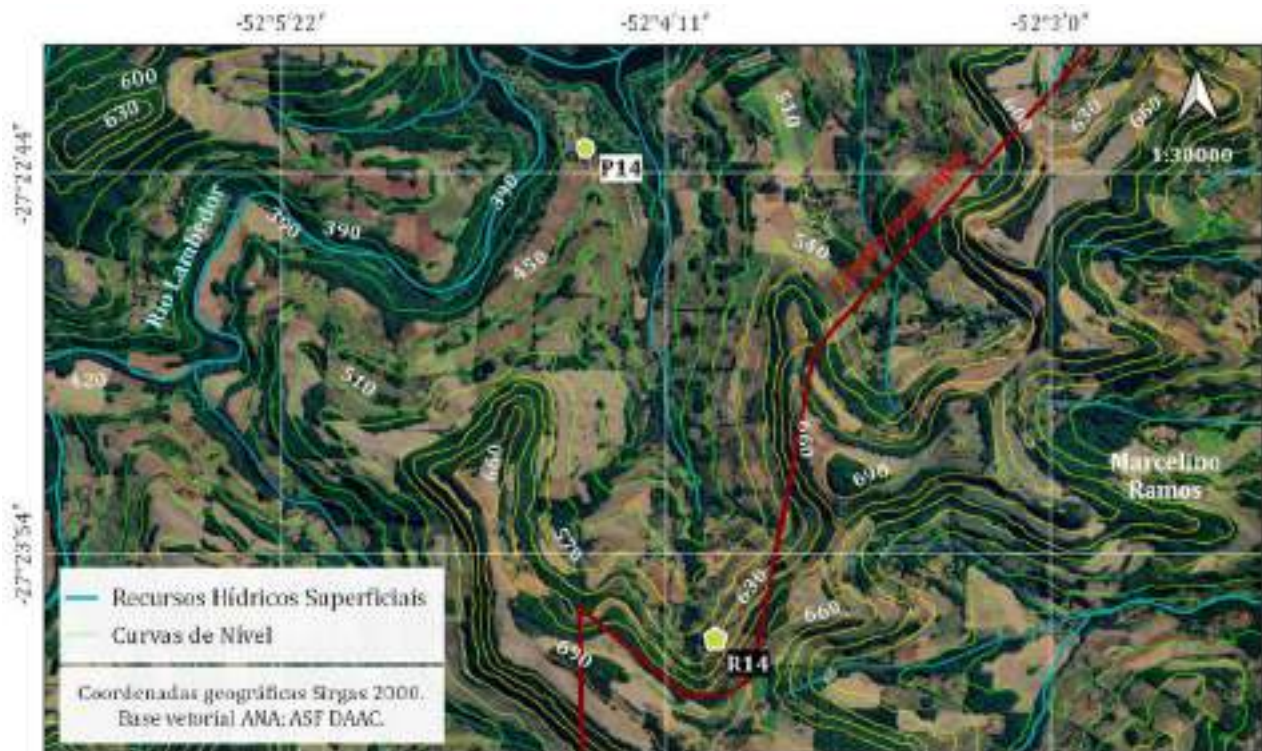 -52°5'22"
-52°4'11"
-52°3'0"
-27°22'44"
-27°23'54"
600
630
510
600
630
660
1:30000
P14
390
390
390
Rio Lambedor
450
540
420
510
660
690
690
Marcelino
Ramos
570
630
660
690
R14
Recursos Hídricos Superficiais
Curvas de Nível
Coordenadas geográficas Sirgas 2000.
Base vetorial ANA; ASF DAAC.